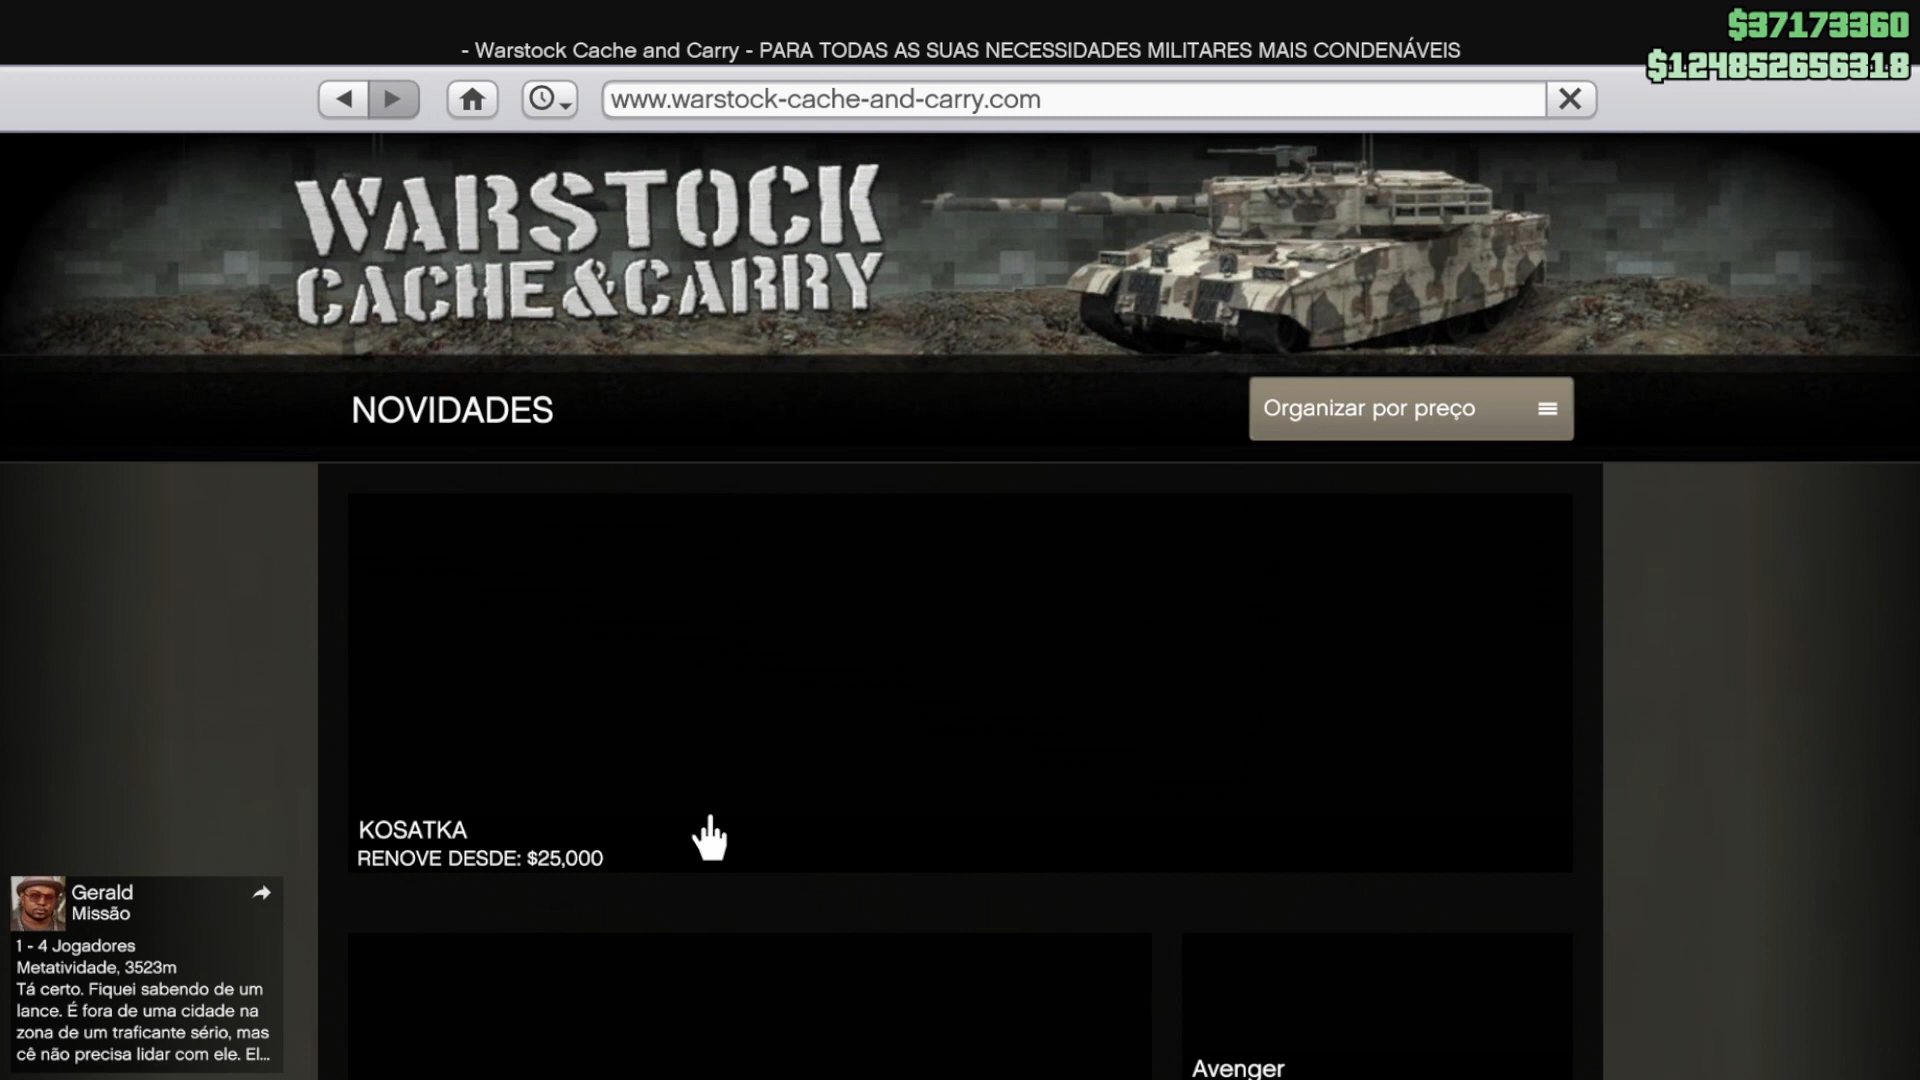 $37173360
- Warstock Cache and Carry - PARA TODAS AS SUAS NECESSIDADES MILITARES MAIS CONDENÁVEIS
$124852656318
www.warstock-cache-and-carry.com
WARSTOCK
CACHE&CARRY
NOVIDADES
Organizar por preço
KOSATKA
RENOVE DESDE: $25,000
Gerald
Missão
1 - 4 Jogadores
Metatividade, 3523m
Tá certo. Fiquei sabendo de um
lance. É fora de uma cidade na
zona de um traficante sério, mas
cê não precisa lidar com ele. El...
Avenger